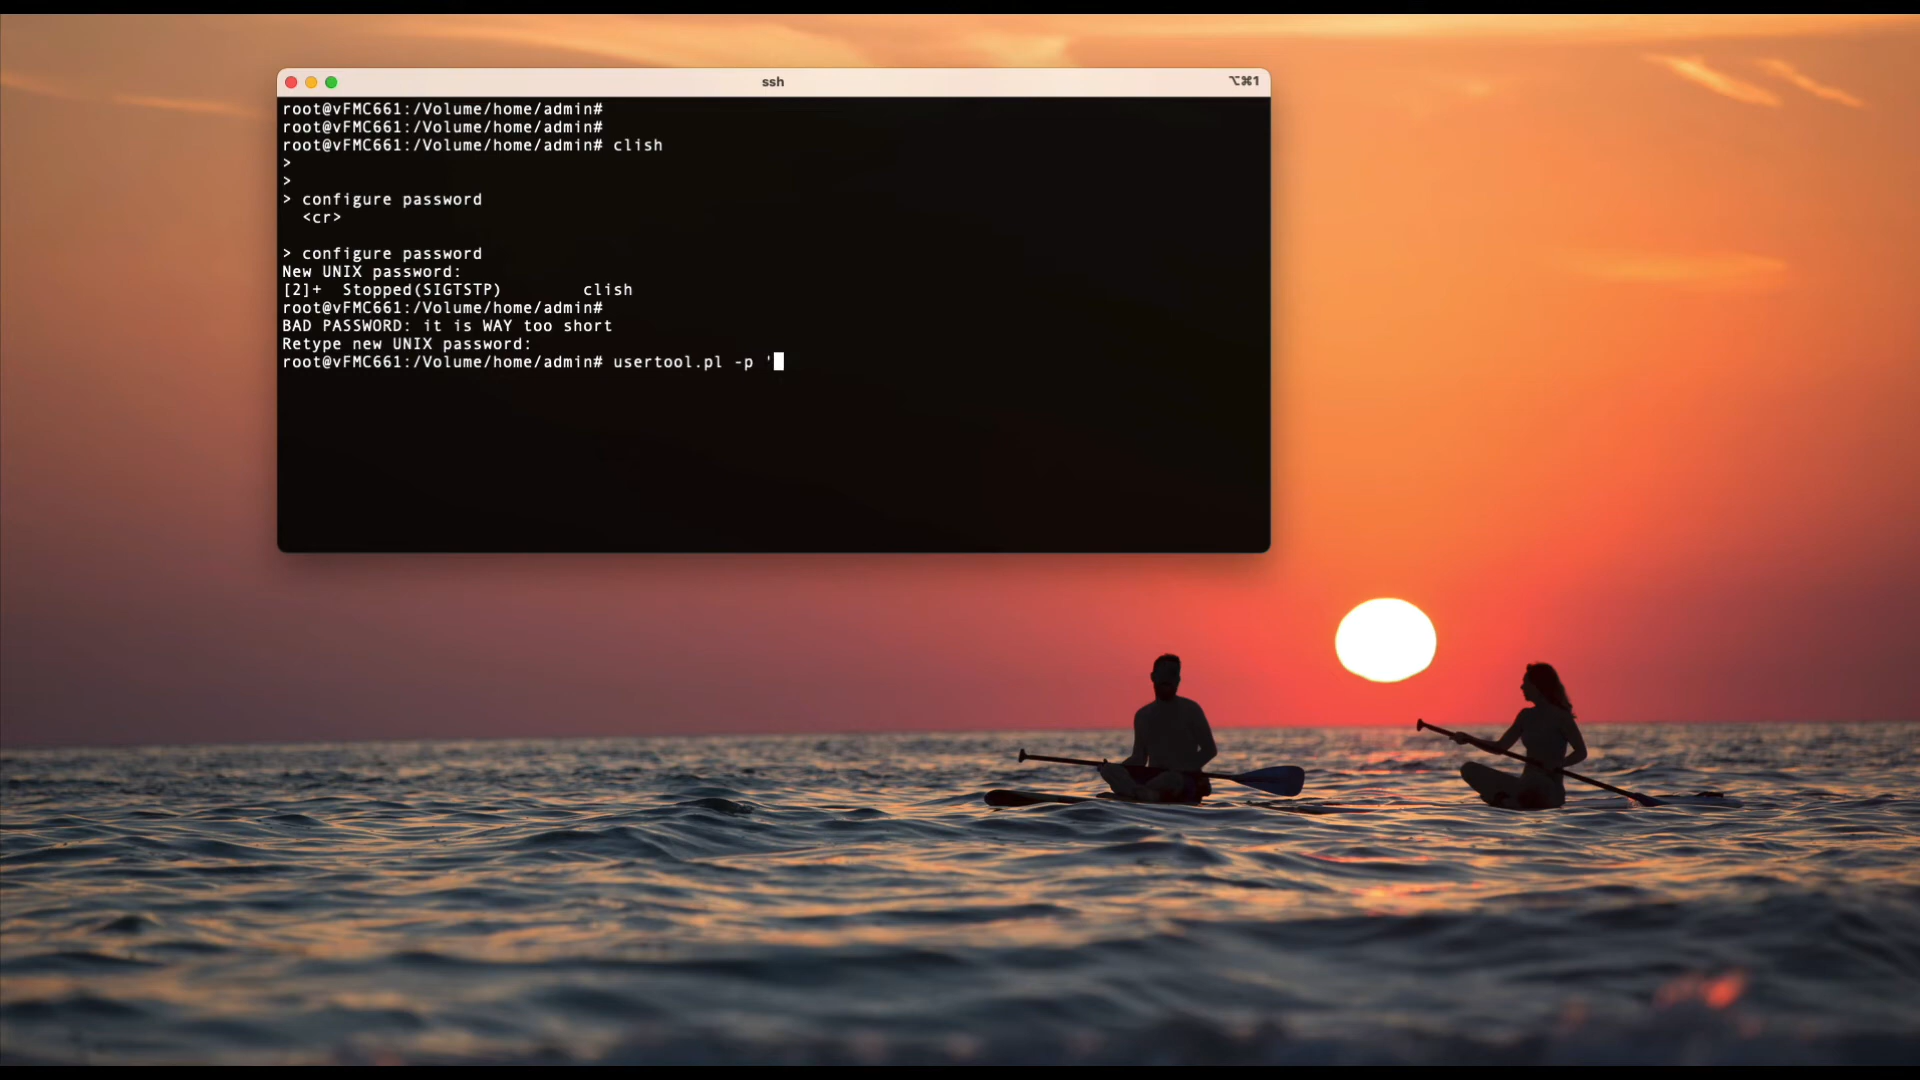 ssh
⌥⌘1
root@vFMC661:/Volume/home/admin#
root@vFMC661:/Volume/home/admin#
root@vFMC661:/Volume/home/admin# clish
>
>
> configure password
<cr>
> configure password
New UNIX password:
[2]+  Stopped(SIGTSTP)        clish
root@vFMC661:/Volume/home/admin#
BAD PASSWORD: it is WAY too short
Retype new UNIX password:
root@vFMC661:/Volume/home/admin# usertool.pl -p '